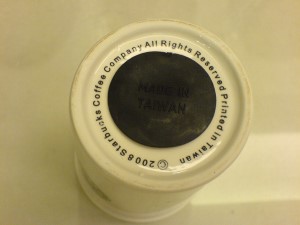 © 2008 Starbucks Coffee Company All Rights Reserved Printed in Taiwan
MADE IN
TAIWAN